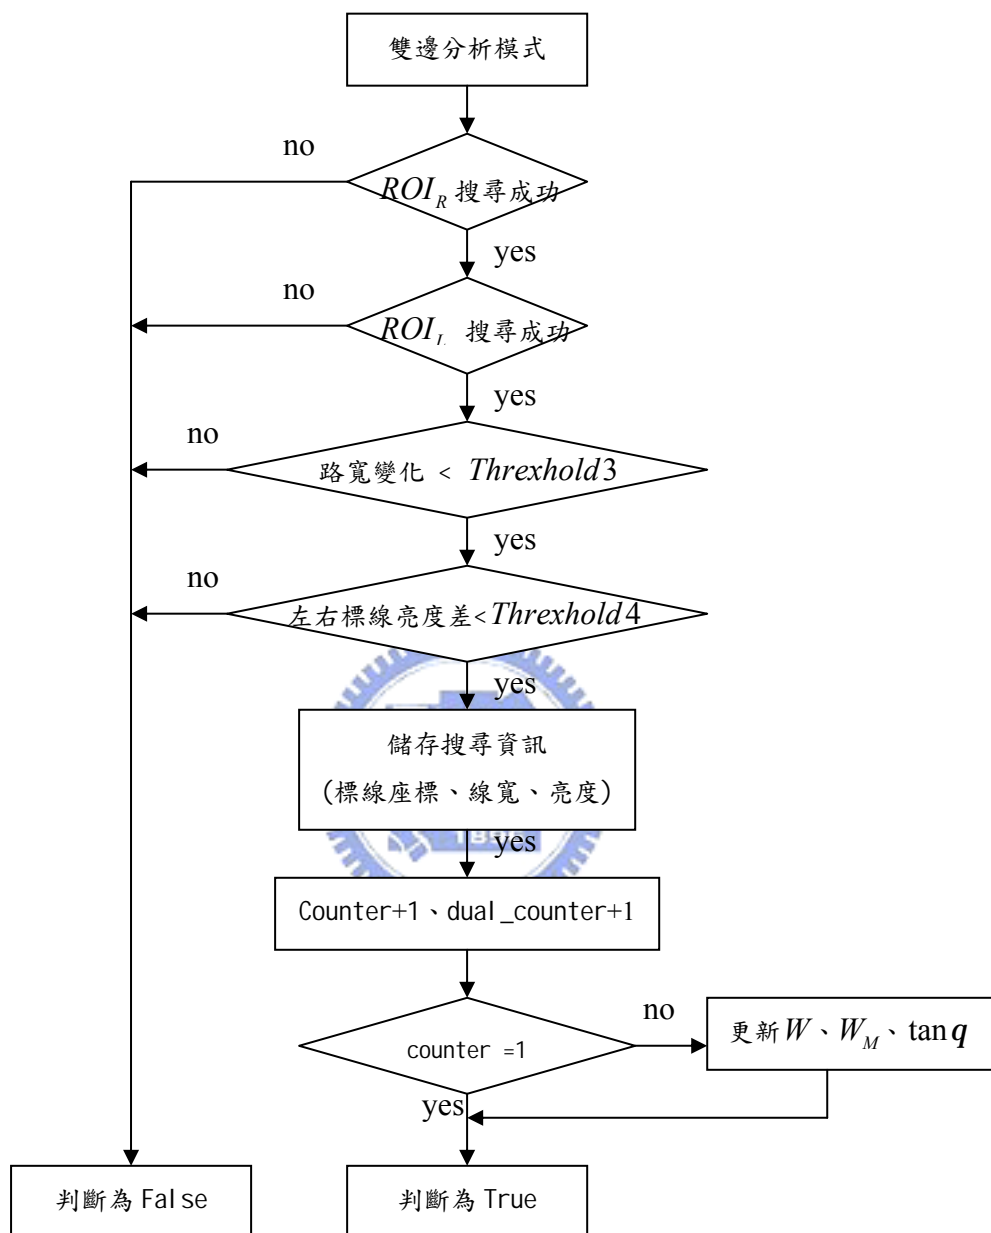 雙邊分析模式
no
ROI_R 搜尋成功
yes
no
ROI_L 搜尋成功
yes
no
路寬變化 < Threxhold3
yes
no
左右標線亮度差<Threxhold4
yes
儲存搜尋資訊
(標線座標、線寬、亮度)
yes
Counter+1、dual_counter+1
no
counter =1
更新W、W_M、tan q
yes
判斷為 False
判斷為 True